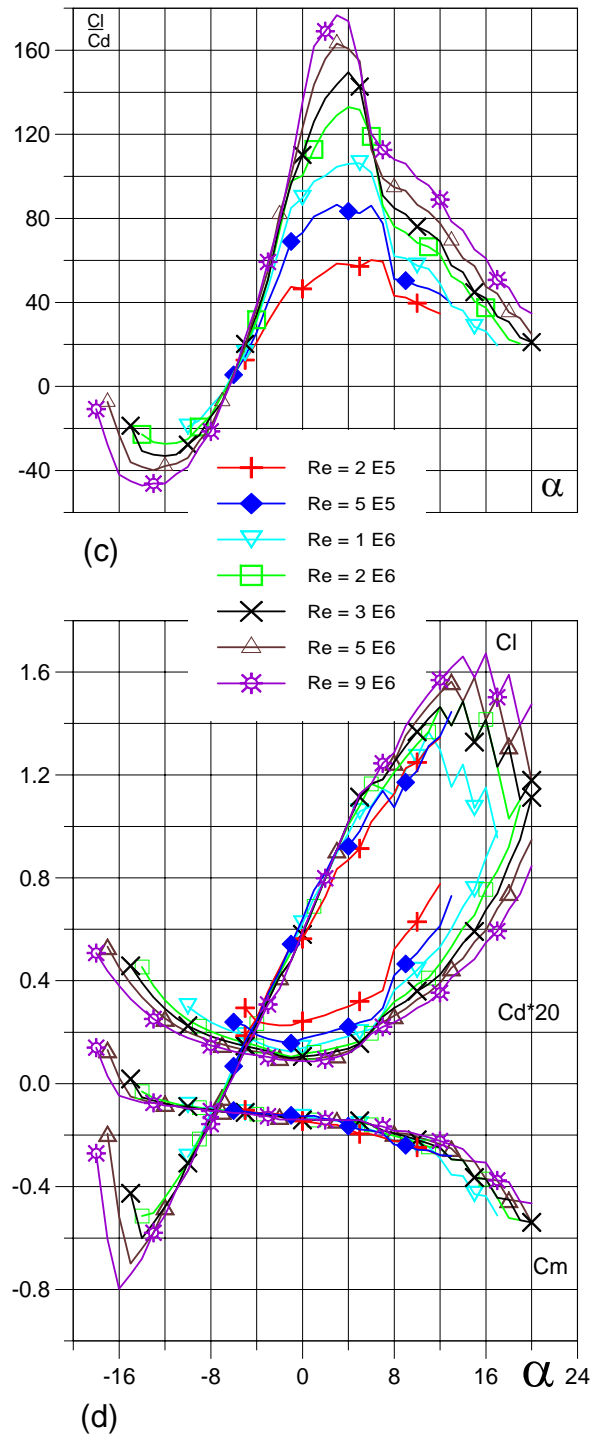 Cl
Cd
160
120
80
40
0
-40
α
(c)
Re = 2 E5
Re = 5 E5
Re = 1 E6
Re = 2 E6
Re = 3 E6
Re = 5 E6
Re = 9 E6
Cl
1.6
1.2
0.8
0.4
Cd*20
0.0
-0.4
Cm
-0.8
-16 -8 0 8 16 24
α
(d)